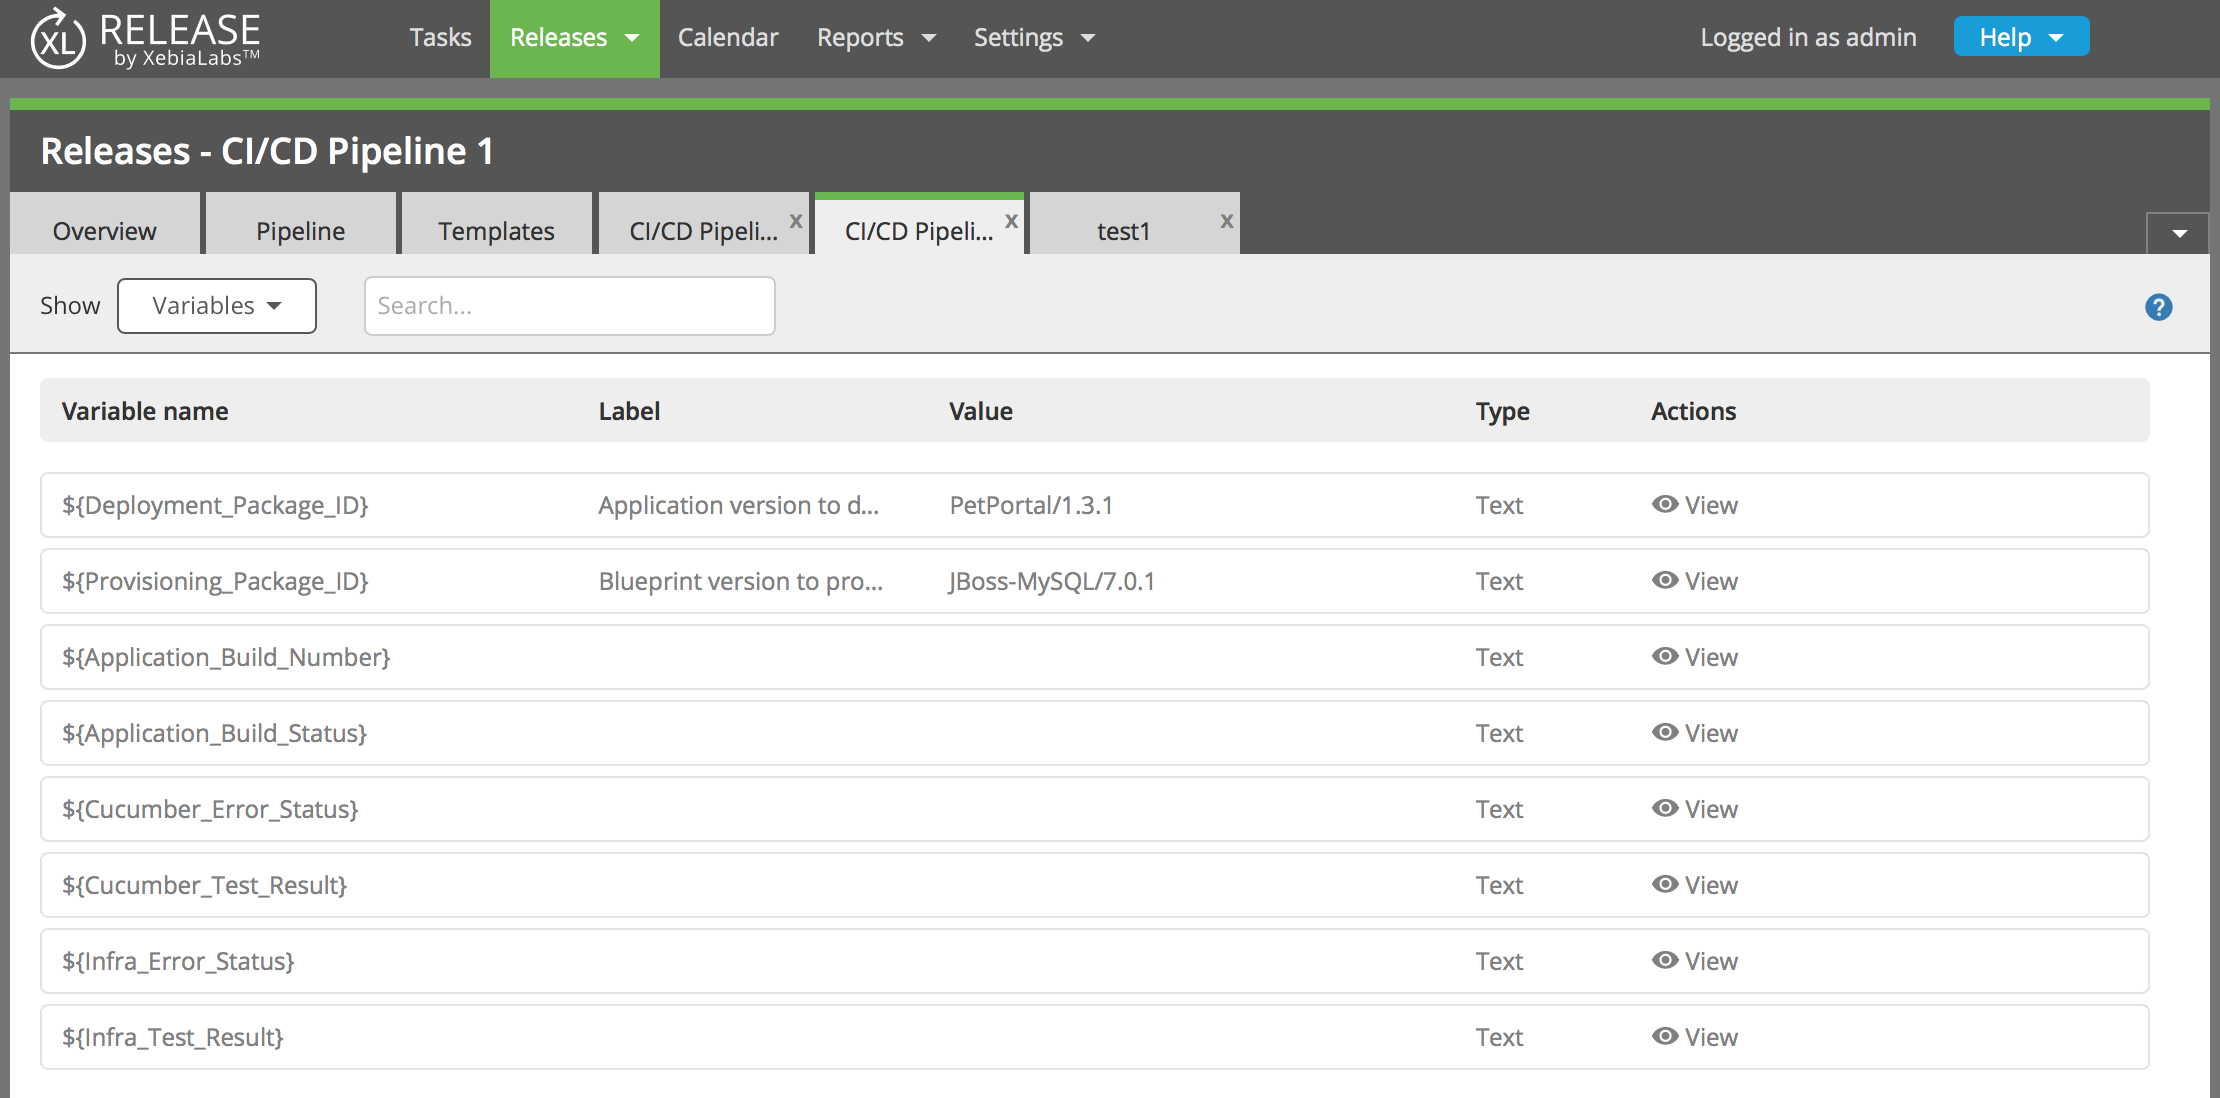 XL RELEASE
by XebiaLabs™
Tasks Releases Calendar Reports Settings Logged in as admin Help
Releases - CI/CD Pipeline 1
Overview Pipeline Templates CI/CD Pipeli... x CI/CD Pipeli... x test1 x
Show Variables Search... ?
Variable name Label Value Type Actions
${Deployment_Package_ID} Application version to d... PetPortal/1.3.1 Text View
${Provisioning_Package_ID} Blueprint version to pro... JBoss-MySQL/7.0.1 Text View
${Application_Build_Number} Text View
${Application_Build_Status} Text View
${Cucumber_Error_Status} Text View
${Cucumber_Test_Result} Text View
${Infra_Error_Status} Text View
${Infra_Test_Result} Text View